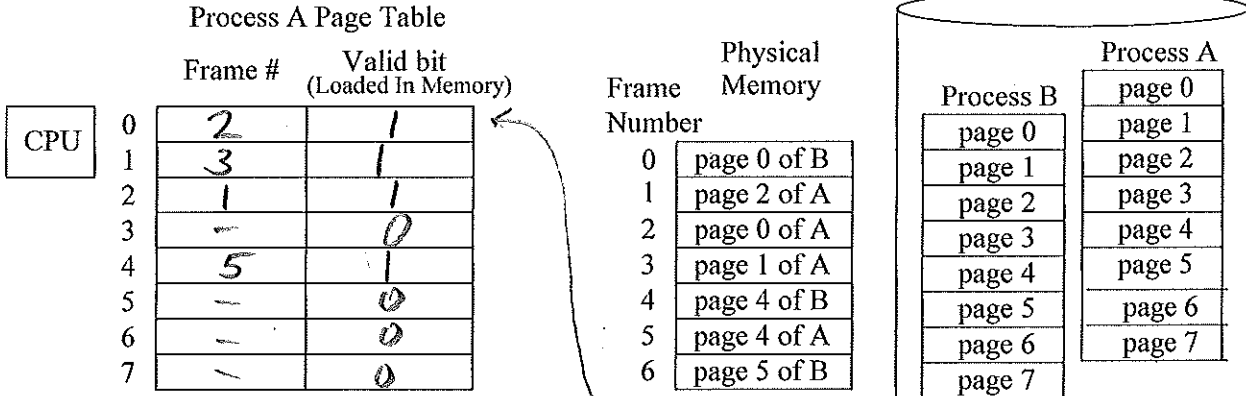 Process A Page Table
Frame # Valid bit
(Loaded In Memory)
CPU
0 2 1
1 3 1
2 1 1
3 - 0
4 5 1
5 - 0
6 - 0
7 - 0
Physical
Memory
Frame
Number
0 page 0 of B
1 page 2 of A
2 page 0 of A
3 page 1 of A
4 page 4 of B
5 page 4 of A
6 page 5 of B
Process B
page 0
page 1
page 2
page 3
page 4
page 5
page 6
page 7
Process A
page 0
page 1
page 2
page 3
page 4
page 5
page 6
page 7